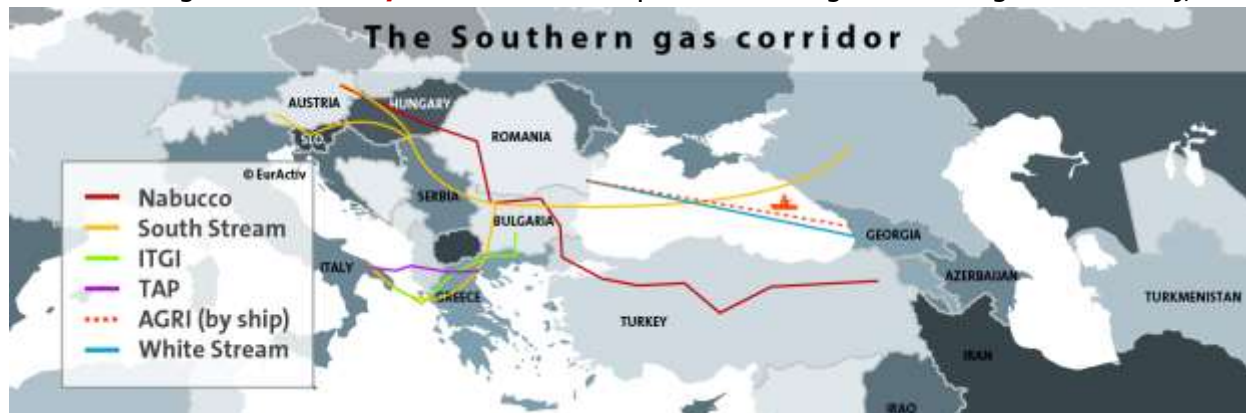 The Southern gas corridor
AUSTRIA
HUNGARY
SLO.
ROMANIA
© EurActiv
SERBIA
BULGARIA
ITALY
GREECE
TURKEY
GEORGIA
AZERBAIJAN
TURKMENISTAN
IRAN
IRAQ
Nabucco
South Stream
ITGI
TAP
AGRI (by ship)
White Stream